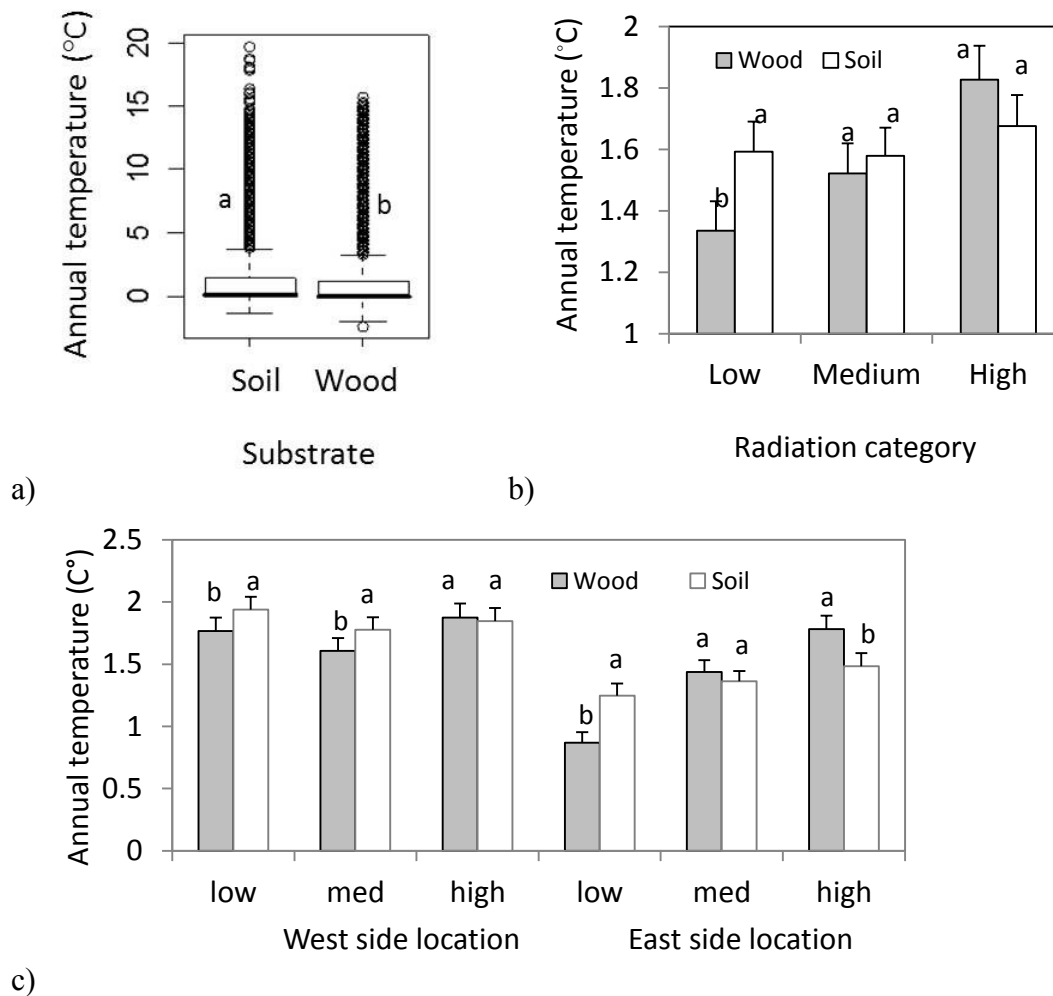 Annual temperature (°C)
20
15
10
5
0
a
b
Soil Wood
Substrate
a)
Annual temperature (°C)
2
1.8
1.6
1.4
1.2
1
Wood Soil
b
a
a
a
a
a
Low Medium High
Radiation category
b)
Annual temperature (C°)
2.5
2
1.5
1
0.5
0
Wood Soil
b
a
b
a
a
a
b
a
a
a
a
b
low med high low med high
West side location East side location
c)